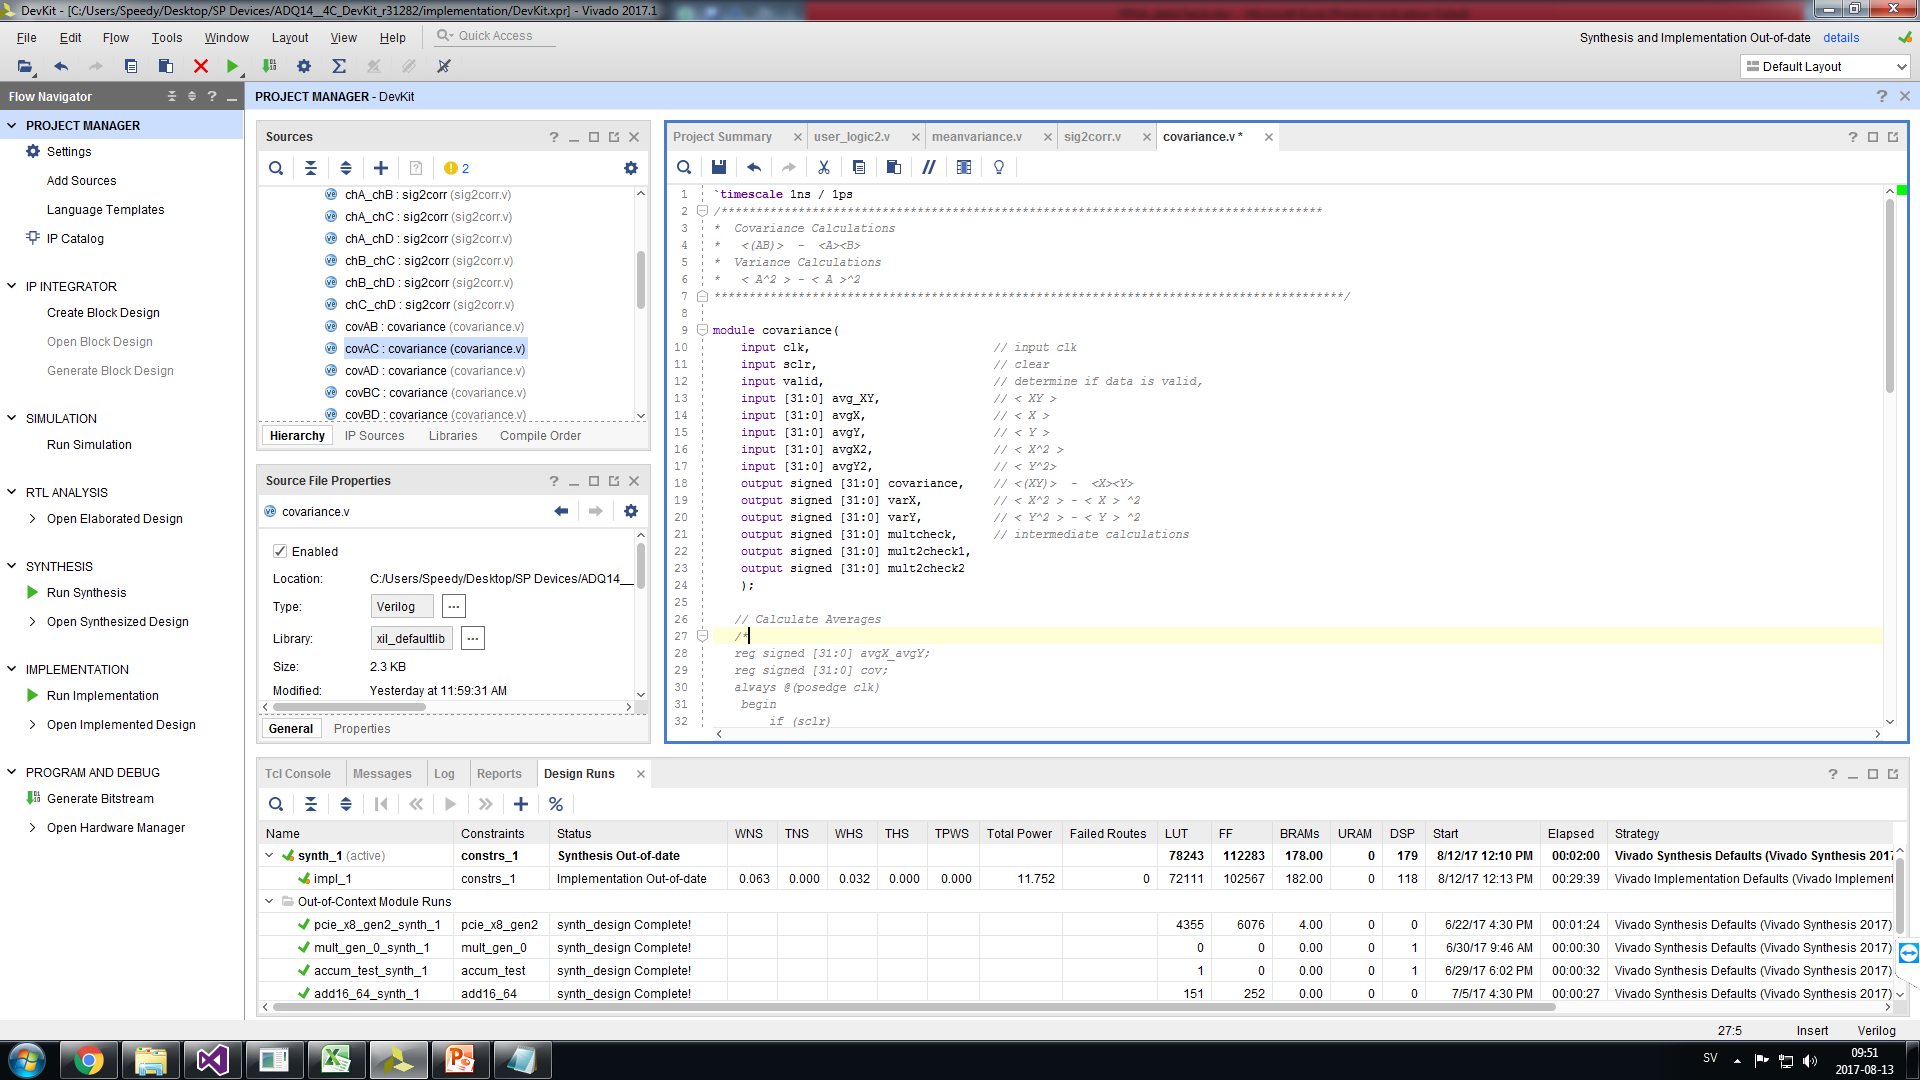 DevKit - [C:/Users/Speedy/Desktop/SP Devices/ADQ14__4C_DevKit_r31282/implementation/DevKit.xpr] - Vivado 2017.1
File Edit Flow Tools Window Layout View Help Quick Access
Synthesis and Implementation Out-of-date details
Default Layout
Flow Navigator
PROJECT MANAGER - DevKit
PROJECT MANAGER
Settings
Add Sources
Language Templates
IP Catalog
IP INTEGRATOR
Create Block Design
Open Block Design
Generate Block Design
SIMULATION
Run Simulation
RTL ANALYSIS
Open Elaborated Design
SYNTHESIS
Run Synthesis
Open Synthesized Design
IMPLEMENTATION
Run Implementation
Open Implemented Design
PROGRAM AND DEBUG
Generate Bitstream
Open Hardware Manager
Sources
2
chA_chB : sig2corr (sig2corr.v)
chA_chC : sig2corr (sig2corr.v)
chA_chD : sig2corr (sig2corr.v)
chB_chC : sig2corr (sig2corr.v)
chB_chD : sig2corr (sig2corr.v)
chC_chD : sig2corr (sig2corr.v)
covAB : covariance (covariance.v)
covAC : covariance (covariance.v)
covAD : covariance (covariance.v)
covBC : covariance (covariance.v)
covBD : covariance (covariance.v)
Hierarchy IP Sources Libraries Compile Order
Source File Properties
covariance.v
Enabled
Location: C:/Users/Speedy/Desktop/SP Devices/ADQ14__
Type: Verilog ...
Library: xil_defaultlib ...
Size: 2.3 KB
Modified: Yesterday at 11:59:31 AM
General Properties
Project Summary user_logic2.v meanvariance.v sig2corr.v covariance.v *
1 `timescale 1ns / 1ps
2 /**************************************************************************************
3 * Covariance Calculations
4 * <(AB)> - <A><B>
5 * Variance Calculations
6 * < A^2 > - < A >^2
7 ******************************************************************************************/
8
9 module covariance(
10 input clk, // input clk
11 input sclr, // clear
12 input valid, // determine if data is valid,
13 input [31:0] avg_XY, // < XY >
14 input [31:0] avgX, // < X >
15 input [31:0] avgY, // < Y >
16 input [31:0] avgX2, // < X^2 >
17 input [31:0] avgY2, // < Y^2>
18 output signed [31:0] covariance, // <(XY)> - <X><Y>
19 output signed [31:0] varX, // < X^2 > - < X > ^2
20 output signed [31:0] varY, // < Y^2 > - < Y > ^2
21 output signed [31:0] multcheck, // intermediate calculations
22 output signed [31:0] mult2check1,
23 output signed [31:0] mult2check2
24 );
25
26 // Calculate Averages
27 /*
28 reg signed [31:0] avgX_avgY;
29 reg signed [31:0] cov;
30 always @(posedge clk)
31 begin
32 if (sclr)
Tcl Console Messages Log Reports Design Runs
Name Constraints Status WNS TNS WHS THS TPWS Total Power Failed Routes LUT FF BRAMs URAM DSP Start Elapsed Strategy
synth_1 (active) constrs_1 Synthesis Out-of-date 78243 112283 178.00 0 179 8/12/17 12:10 PM 00:02:00 Vivado Synthesis Defaults (Vivado Synthesis 2017
impl_1 constrs_1 Implementation Out-of-date 0.063 0.000 0.032 0.000 0.000 11.752 0 72111 102567 182.00 0 118 8/12/17 12:13 PM 00:29:39 Vivado Implementation Defaults (Vivado Implement
Out-of-Context Module Runs
pcie_x8_gen2_synth_1 pcie_x8_gen2 synth_design Complete! 4355 6076 4.00 0 0 6/22/17 4:30 PM 00:01:24 Vivado Synthesis Defaults (Vivado Synthesis 2017)
mult_gen_0_synth_1 mult_gen_0 synth_design Complete! 0 0 0.00 0 1 6/30/17 9:46 AM 00:00:30 Vivado Synthesis Defaults (Vivado Synthesis 2017)
accum_test_synth_1 accum_test synth_design Complete! 1 0 0.00 0 1 6/29/17 6:02 PM 00:00:32 Vivado Synthesis Defaults (Vivado Synthesis 2017)
add16_64_synth_1 add16_64 synth_design Complete! 151 252 0.00 0 0 7/5/17 4:30 PM 00:00:27 Vivado Synthesis Defaults (Vivado Synthesis 2017)
27:5 Insert Verilog
SV
09:51
2017-08-13